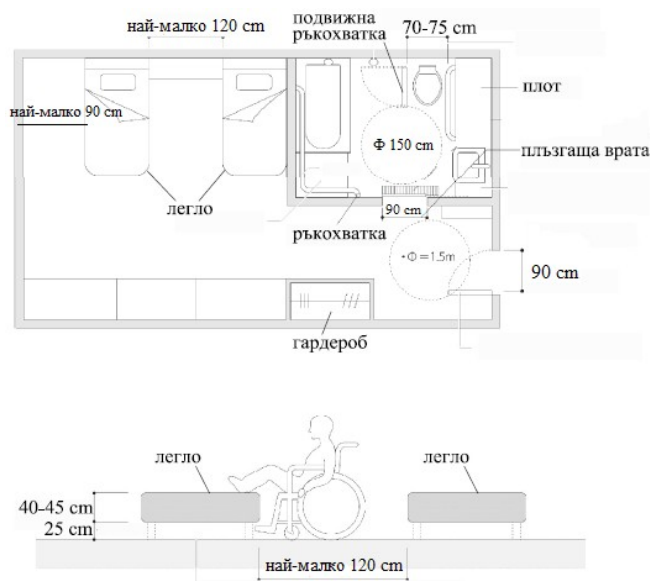 най-малко 120 cm
подвижна
ръкохватка
70-75 cm
плот
най-малко 90 cm
Ф 150 cm
плъзгаща врата
легло
90 cm
ръкохватка
Φ=1.5m
90 cm
гардероб
легло
легло
40-45 cm
25 cm
най-малко 120 cm